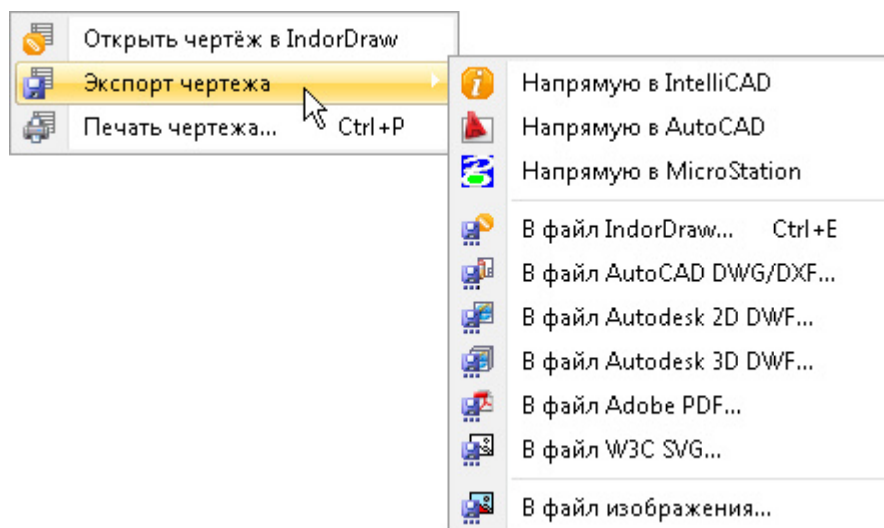 Открыть чертёж в IndorDraw
Экспорт чертежа
Печать чертежа... Ctrl+P
Напрямую в IntelliCAD
Напрямую в AutoCAD
Напрямую в MicroStation
В файл IndorDraw... Ctrl+E
В файл AutoCAD DWG/DXF...
В файл Autodesk 2D DWF...
В файл Autodesk 3D DWF...
В файл Adobe PDF...
В файл W3C SVG...
В файл изображения...